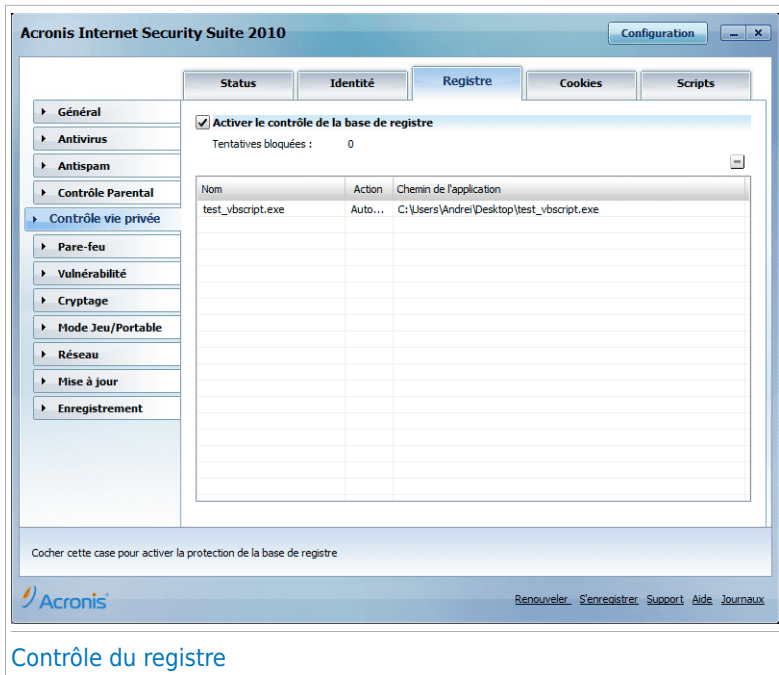 Acronis Internet Security Suite 2010
Configuration
Status Identité Registre Cookies Scripts
Général
Antivirus
Antispam
Contrôle Parental
Contrôle vie privée
Pare-feu
Vulnérabilité
Cryptage
Mode Jeu/Portable
Réseau
Mise à jour
Enregistrement
Activer le contrôle de la base de registre
Tentatives bloquées : 0
Nom Action Chemin de l'application
test_vbscript.exe Auto... C:\Users\Andrei\Desktop\test_vbscript.exe
Cocher cette case pour activer la protection de la base de registre
Acronis
Renouveler S'enregistrer Support Aide Journaux
Contrôle du registre